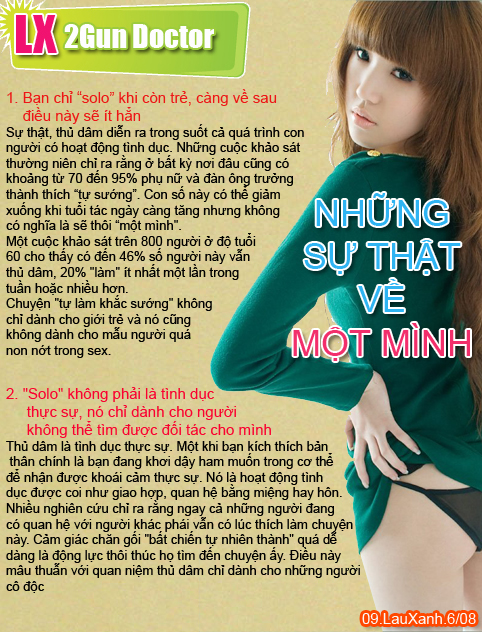 LX 2Gun Doctor
1. Bạn chỉ “solo” khi còn trẻ, càng về sau
điều này sẽ ít hẳn
Sự thật, thủ dâm diễn ra trong suốt cả quá trình con
người có hoạt động tình dục. Những cuộc khảo sát
thường niên chỉ ra rằng ở bất kỳ nơi đâu cũng có
khoảng từ 70 đến 95% phụ nữ và đàn ông trưởng
thành thích “tự sướng”. Con số này có thể giảm
xuống khi tuổi tác ngày càng tăng nhưng không
có nghĩa là sẽ thôi “một mình".
Một cuộc khảo sát trên 800 người ở độ tuổi
60 cho thấy có đến 46% số người này vẫn
thủ dâm, 20% "làm" ít nhất một lần trong
tuần hoặc nhiều hơn.
Chuyện "tự làm khắc sướng" không
chỉ dành cho giới trẻ và nó cũng
không dành cho mẫu người quá
non nớt trong sex.
NHỮNG
SỰ THẬT
VỀ
MỘT MÌNH
2. "Solo" không phải là tình dục
thực sự, nó chỉ dành cho người
không thể tìm được đối tác cho mình
Thủ dâm là tình dục thực sự. Một khi bạn kích thích bản
thân chính là bạn đang khơi dậy ham muốn trong cơ thể
để nhận được khoái cảm thực sự. Nó là hoạt động tình
dục được coi như giao hợp, quan hệ bằng miệng hay hôn.
Nhiều nghiên cứu chỉ ra rằng ngay cả những người đang
có quan hệ với người khác phái vẫn có lúc thích làm chuyện
này. Cảm giác chăn gối "bất chiến tự nhiên thành" quá dễ
dàng là động lực thôi thúc họ tìm đến chuyện ấy. Điều này
mâu thuẫn với quan niệm thủ dâm chỉ dành cho những người
cô độc
09.LauXanh.6/08